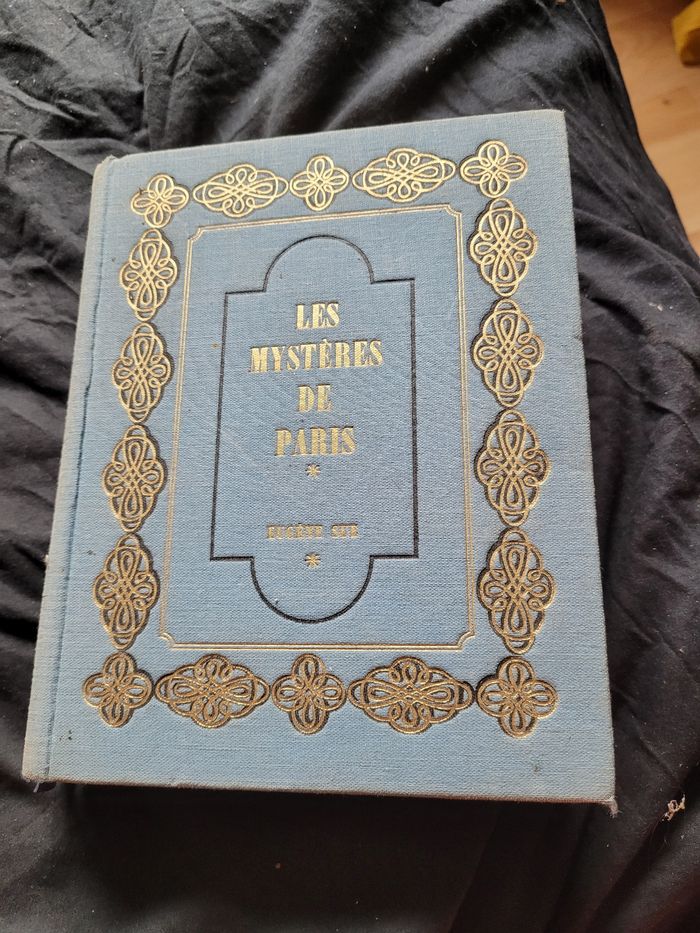 LES
MYSTÈRES
DE
PARIS
*
EUGÈNE SUE
*